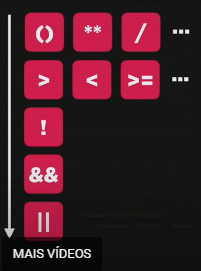 () ** / ...
> < >= ...
!
&&
||
MAIS VÍDEOS